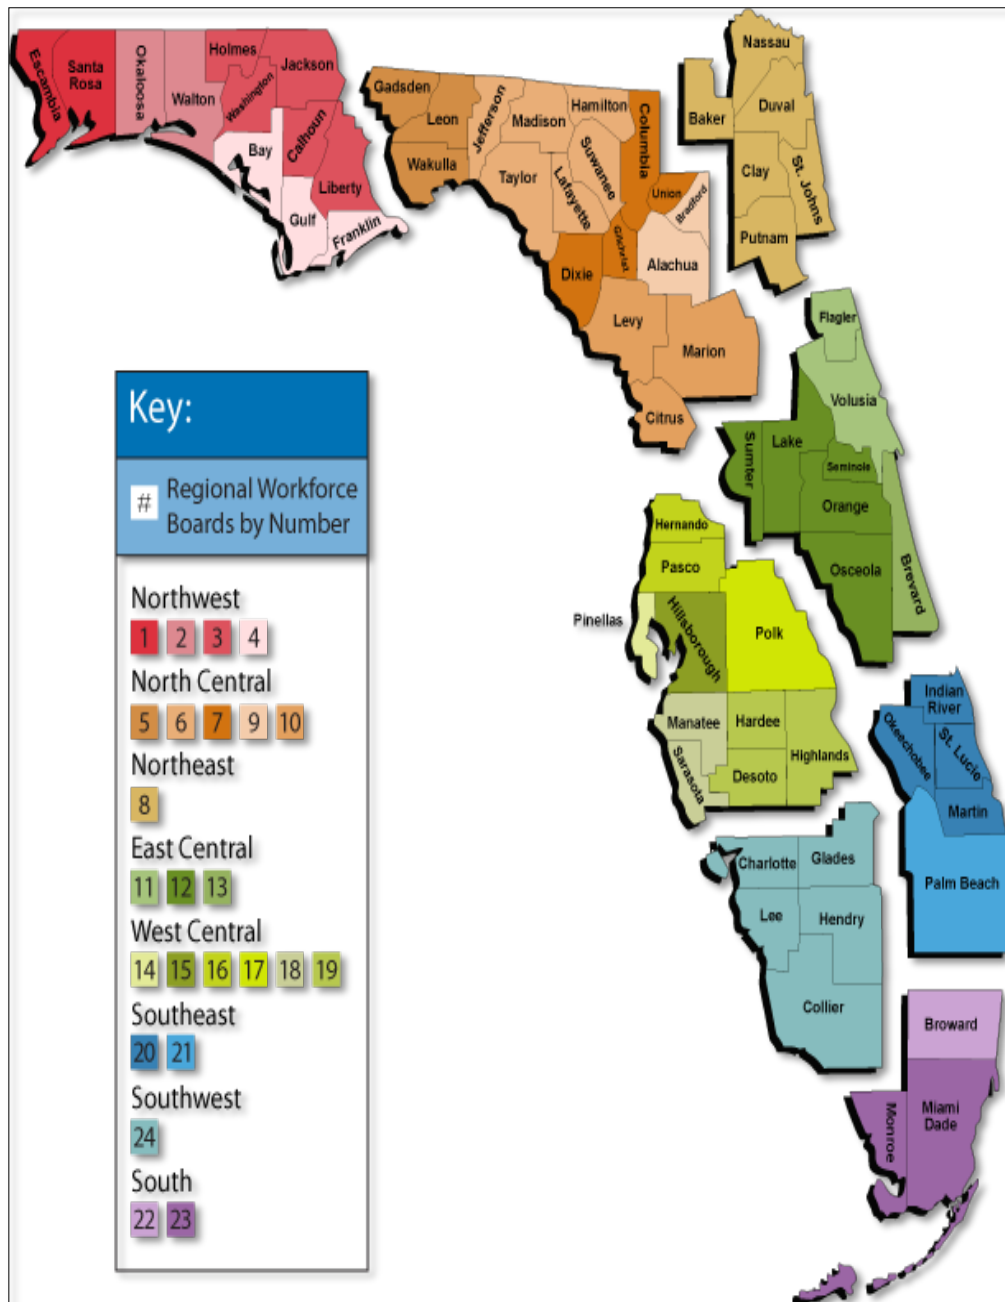 Escambia
Santa
Rosa
Okaloose
Walton
Holmes
Washington
Jackson
Bay
Calhoun
Liberty
Gulf
Franklin
Gadsden
Leon
Wakulla
Jefferson
Madison
Taylor
Hamilton
Suwanee
Lafayette
Columbia
Union
Bradford
Gilchrist
Dixie
Alachua
Levy
Marion
Citrus
Nassau
Baker
Duval
Clay
St. Johns
Putnam
Flagler
Volusia
Sumter
Lake
Seminole
Orange
Osceola
Brevard
Hernando
Pasco
Pinellas
Hillsborough
Polk
Manatee
Hardee
Highlands
Sarasota
Desoto
Indian
River
Okeechobee
St. Lucie
Martin
Palm Beach
Charlotte
Glades
Lee
Hendry
Collier
Broward
Miami
Dade
Monroe
Key:
# Regional Workforce
Boards by Number
Northwest
1 2 3 4
North Central
5 6 7 9 10
Northeast
8
East Central
11 12 13
West Central
14 15 16 17 18 19
Southeast
20 21
Southwest
24
South
22 23